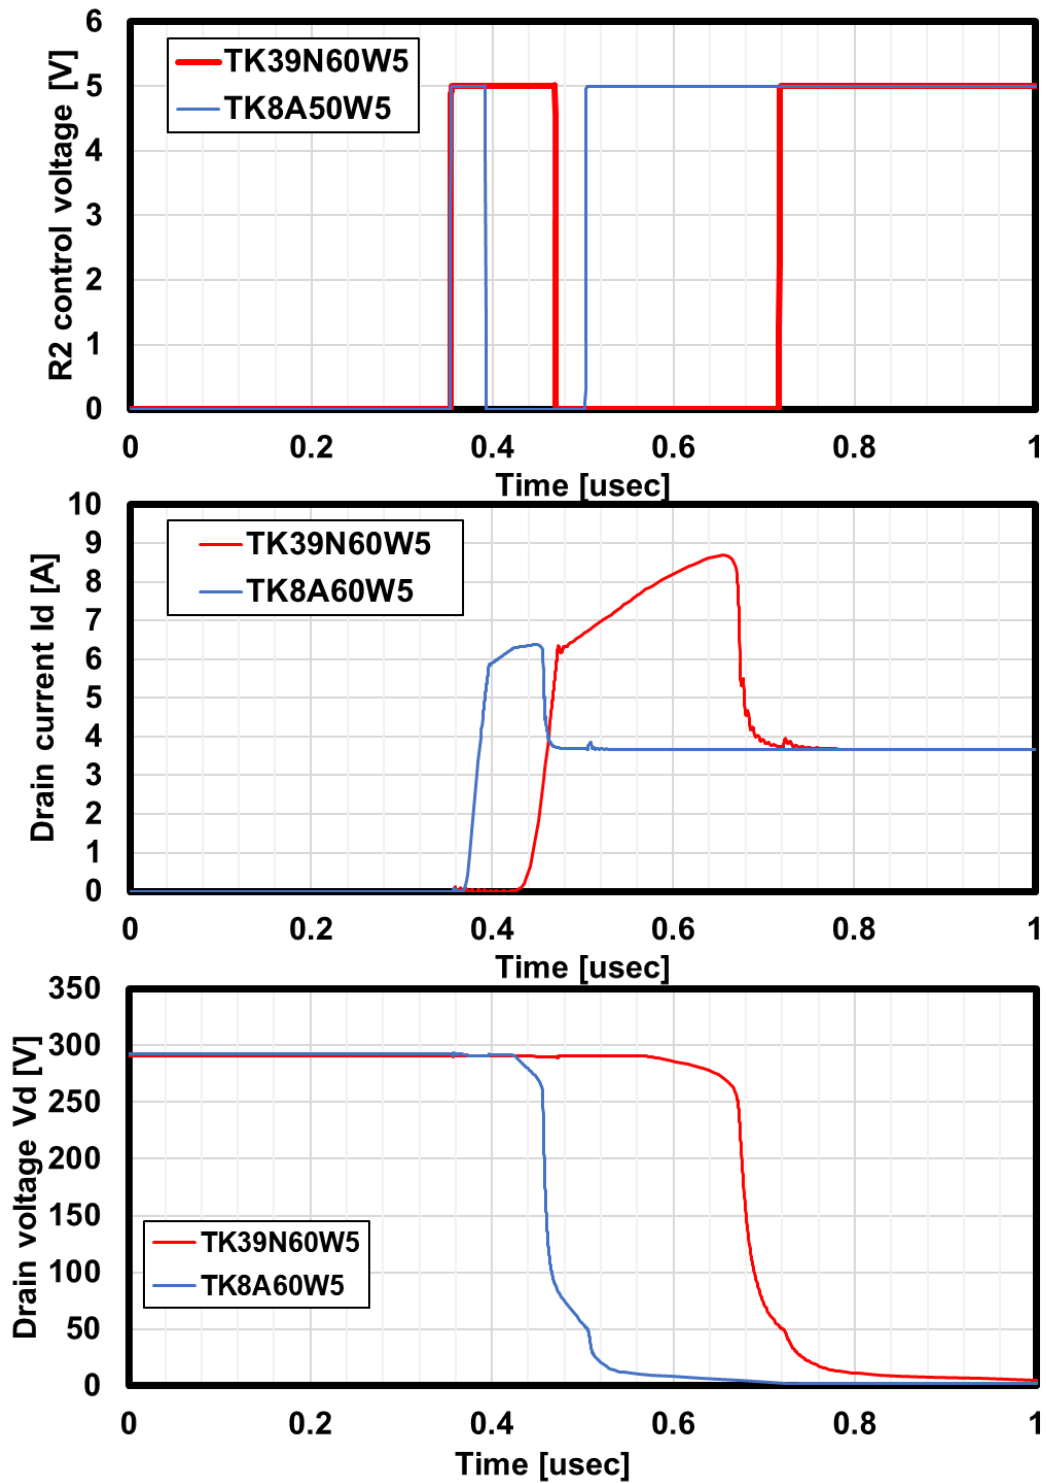 R2 control voltage [V]
6
5
4
3
2
1
0
TK39N60W5
TK8A50W5
0 0.2 0.4 0.6 0.8 1
Time [usec]
Drain current Id [A]
10
9
8
7
6
5
4
3
2
1
0
TK39N60W5
TK8A60W5
0 0.2 0.4 0.6 0.8 1
Time [usec]
Drain voltage Vd [V]
350
300
250
200
150
100
50
0
TK39N60W5
TK8A60W5
0 0.2 0.4 0.6 0.8 1
Time [usec]